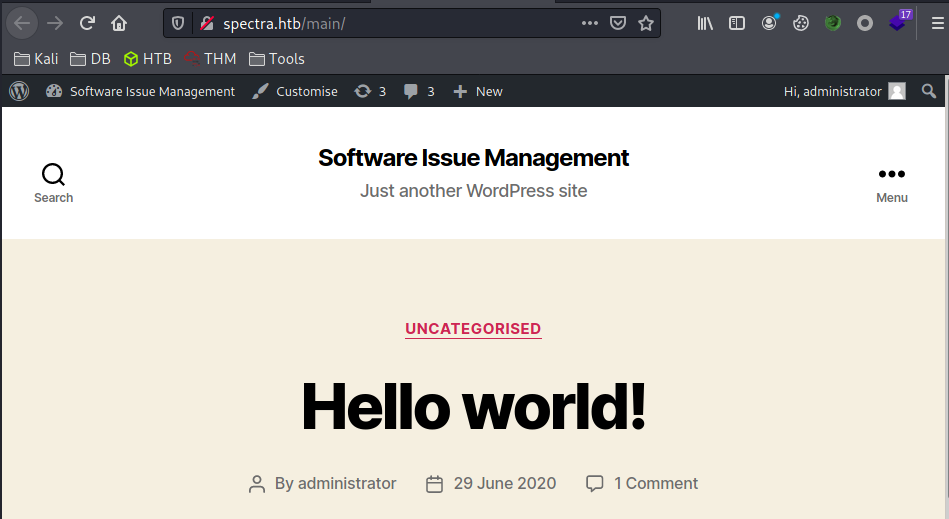 spectra.htb/main/
17
Kali DB HTB THM Tools
Software Issue Management Customise 3 3 New Hi, administrator
Software Issue Management
Just another WordPress site
Search
Menu
UNCATEGORISED
Hello world!
By administrator 29 June 2020 1 Comment